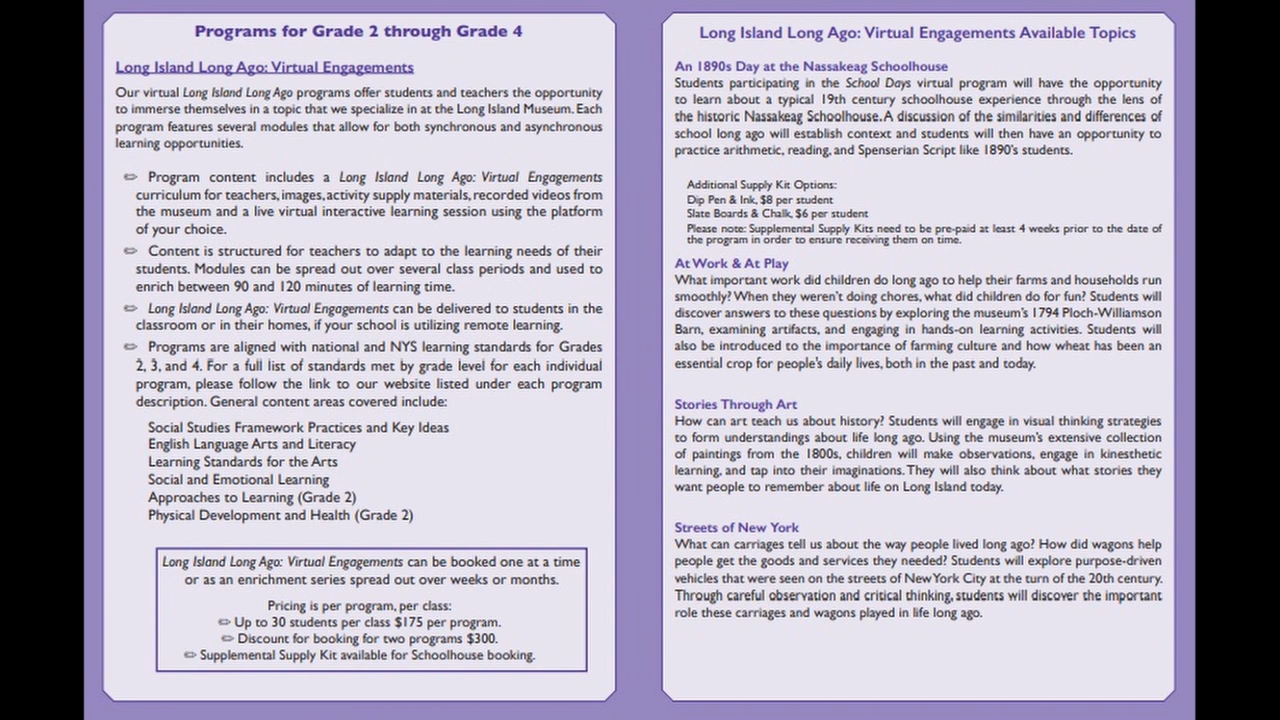 Programs for Grade 2 through Grade 4
Long Island Long Ago: Virtual Engagements
Our virtual Long Island Long Ago programs offer students and teachers the opportunity
to immerse themselves in a topic that we specialize in at the Long Island Museum. Each
program features several modules that allow for both synchronous and asynchronous
learning opportunities.
Program content includes a Long Island Long Ago: Virtual Engagements
curriculum for teachers, images, activity supply materials, recorded videos from
the museum and a live virtual interactive learning session using the platform
of your choice.
Content is structured for teachers to adapt to the learning needs of their
students. Modules can be spread out over several class periods and used to
enrich between 90 and 120 minutes of learning time.
Long Island Long Ago: Virtual Engagements can be delivered to students in the
classroom or in their homes, if your school is utilizing remote learning.
Programs are aligned with national and NYS learning standards for Grades
2, 3, and 4. For a full list of standards met by grade level for each individual
program, please follow the link to our website listed under each program
description. General content areas covered include:
Social Studies Framework Practices and Key Ideas
English Language Arts and Literacy
Learning Standards for the Arts
Social and Emotional Learning
Approaches to Learning (Grade 2)
Physical Development and Health (Grade 2)
Long Island Long Ago: Virtual Engagements can be booked one at a time
or as an enrichment series spread out over weeks or months.
Pricing is per program, per class:
Up to 30 students per class $175 per program.
Discount for booking for two programs $300.
Supplemental Supply Kit available for Schoolhouse booking.
Long Island Long Ago: Virtual Engagements Available Topics
An 1890s Day at the Nassakeag Schoolhouse
Students participating in the School Days virtual program will have the opportunity
to learn about a typical 19th century schoolhouse experience through the lens of
the historic Nassakeag Schoolhouse. A discussion of the similarities and differences of
school long ago will establish context and students will then have an opportunity to
practice arithmetic, reading, and Spenserian Script like 1890's students.
Additional Supply Kit Options:
Dip Pen & Ink, $8 per student
Slate Boards & Chalk, $6 per student
Please note: Supplemental Supply Kits need to be pre-paid at least 4 weeks prior to the date of
the program in order to ensure receiving them on time.
At Work & At Play
What important work did children do long ago to help their farms and households run
smoothly? When they weren't doing chores, what did children do for fun? Students will
discover answers to these questions by exploring the museum's 1794 Ploch-Williamson
Barn, examining artifacts, and engaging in hands-on learning activities. Students will
also be introduced to the importance of farming culture and how wheat has been an
essential crop for people's daily lives, both in the past and today.
Stories Through Art
How can art teach us about history? Students will engage in visual thinking strategies
to form understandings about life long ago. Using the museum's extensive collection
of paintings from the 1800s, children will make observations, engage in kinesthetic
learning, and tap into their imaginations. They will also think about what stories they
want people to remember about life on Long Island today.
Streets of New York
What can carriages tell us about the way people lived long ago? How did wagons help
people get the goods and services they needed? Students will explore purpose-driven
vehicles that were seen on the streets of New York City at the turn of the 20th century.
Through careful observation and critical thinking, students will discover the important
role these carriages and wagons played in life long ago.